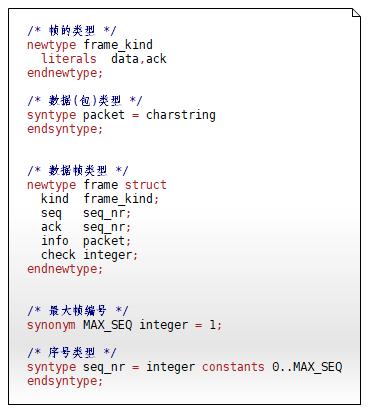 /* 帧的类型 */
newtype frame_kind
  literals  data,ack
endnewtype;

/* 数据(包)类型 */
syntype packet = charstring
endsyntype;


/* 数据帧类型 */
newtype frame struct
  kind  frame_kind;
  seq   seq_nr;
  ack   seq_nr;
  info  packet;
  check integer;
endnewtype;


/* 最大帧编号 */
synonym MAX_SEQ integer = 1;

/* 序号类型 */
syntype seq_nr = integer constants 0..MAX_SEQ
endsyntype;